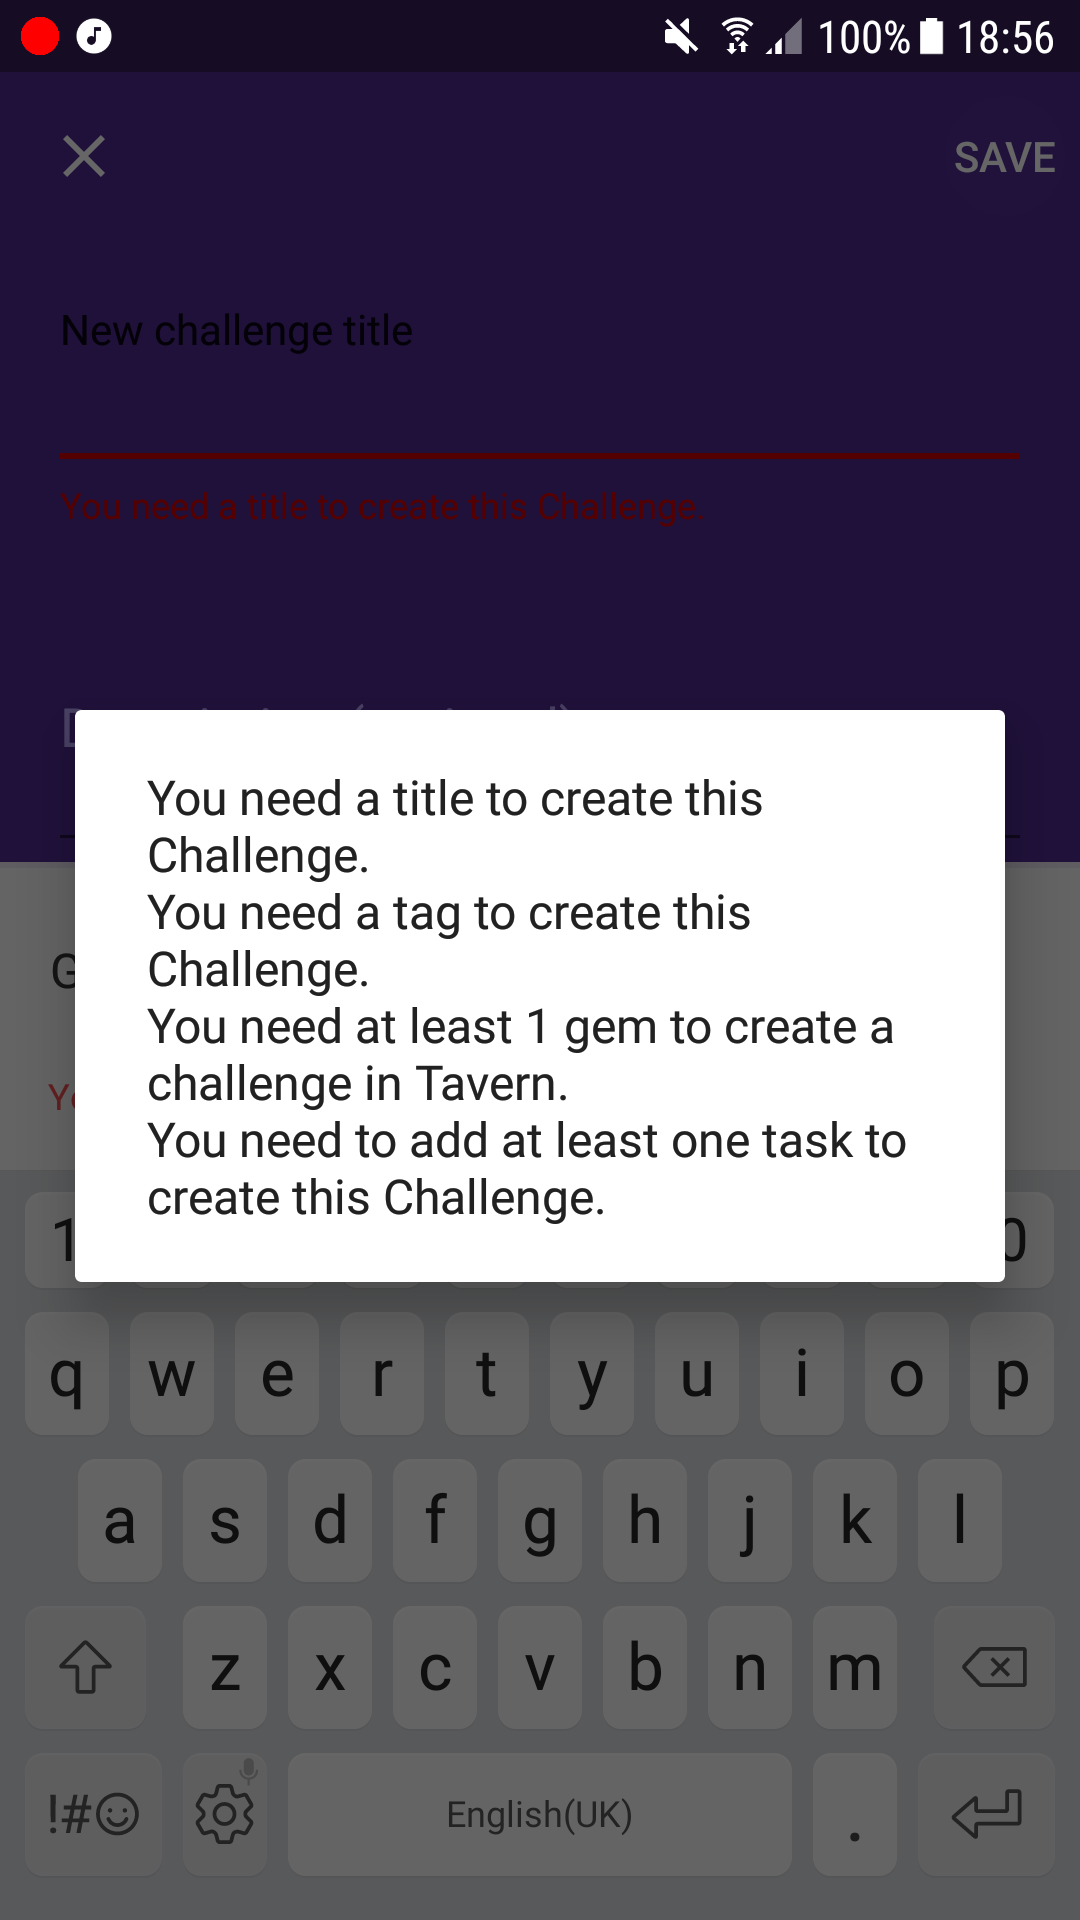 100% 18:56
SAVE
New challenge title
You need a title to create this Challenge.
You need a title to create this
Challenge.
You need a tag to create this
Challenge.
You need at least 1 gem to create a
challenge in Tavern.
You need to add at least one task to
create this Challenge.
1 0
q w e r t y u i o p
a s d f g h j k l
z x c v b n m
!# English(UK) .